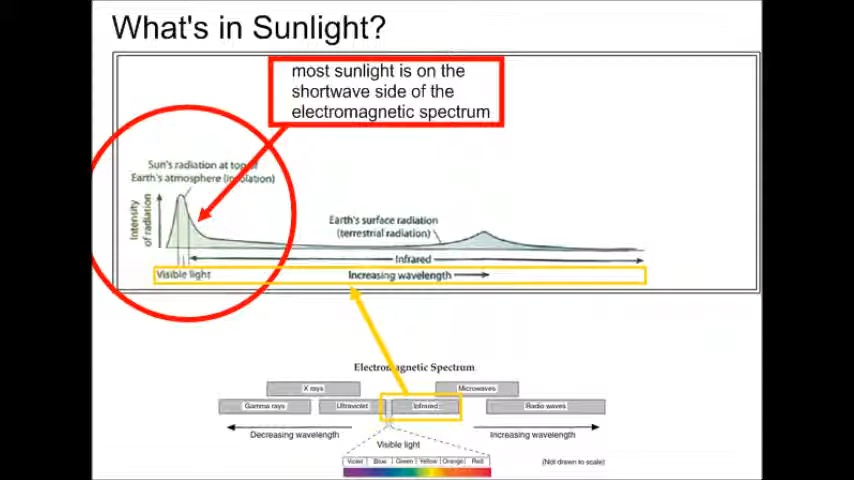 What's in Sunlight?
most sunlight is on the
shortwave side of the
electromagnetic spectrum
Sun's radiation at top of
Earth's atmosphere (insolation)
Intensity
of radiation
Earth's surface radiation
(terrestrial radiation)
Infrared
Visible light
Increasing wavelength
Electromagnetic Spectrum
X rays
Microwaves
Gamma rays
Ultraviolet
Infrared
Radio waves
Decreasing wavelength
Increasing wavelength
Visible light
Violet Blue Green Yellow Orange Red
(Not drawn to scale)